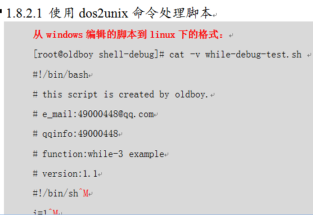 1.8.2.1 使用 dos2unix 命令处理脚本
从 windows 编辑的脚本到 linux 下的格式：
[root@oldboy shell-debug]# cat -v while-debug-test.sh
#!/bin/bash
# this script is created by oldboy.
# e_mail:49000448@qq.com
# qqinfo:49000448
# function:while-3 example
# version:1.1
#!/bin/sh^M
i=1^M